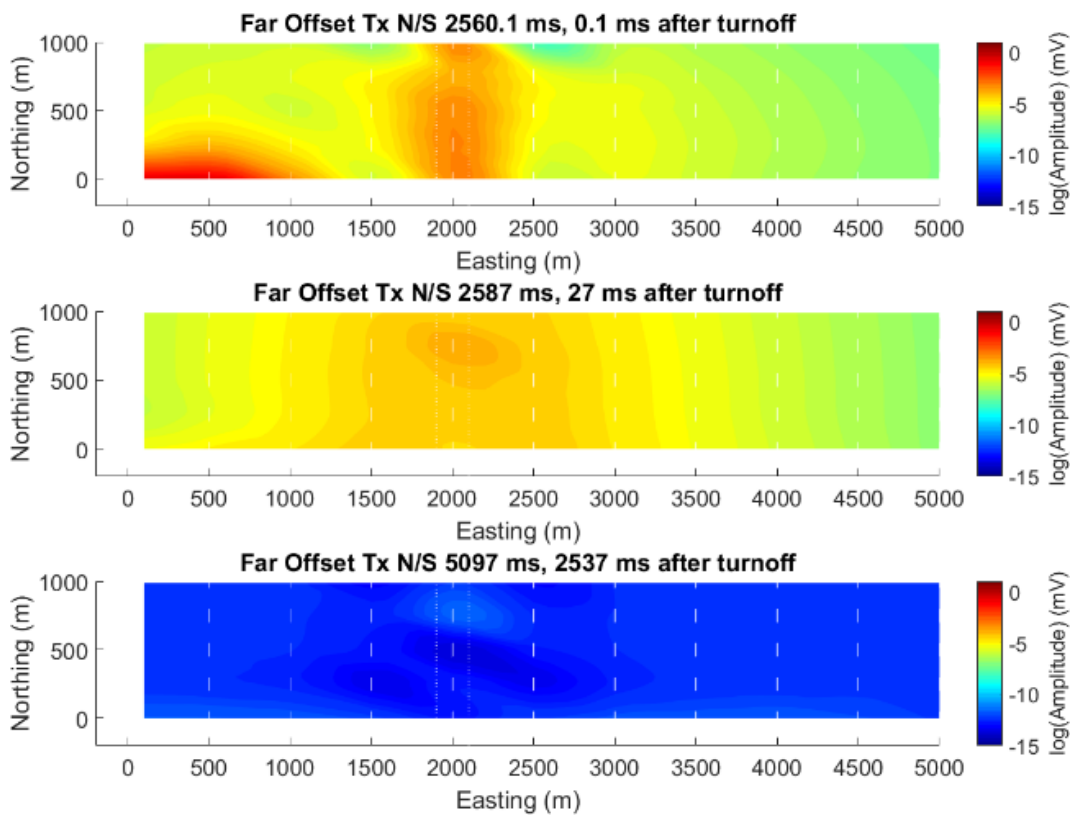 Far Offset Tx N/S 2560.1 ms, 0.1 ms after turnoff
1000
500
0
Northing (m)
0 500 1000 1500 2000 2500 3000 3500 4000 4500 5000
Easting (m)
0
-5
-10
-15
log(Amplitude) (mV)
Far Offset Tx N/S 2587 ms, 27 ms after turnoff
1000
500
0
Northing (m)
0 500 1000 1500 2000 2500 3000 3500 4000 4500 5000
Easting (m)
0
-5
-10
-15
log(Amplitude) (mV)
Far Offset Tx N/S 5097 ms, 2537 ms after turnoff
1000
500
0
Northing (m)
0 500 1000 1500 2000 2500 3000 3500 4000 4500 5000
Easting (m)
0
-5
-10
-15
log(Amplitude) (mV)